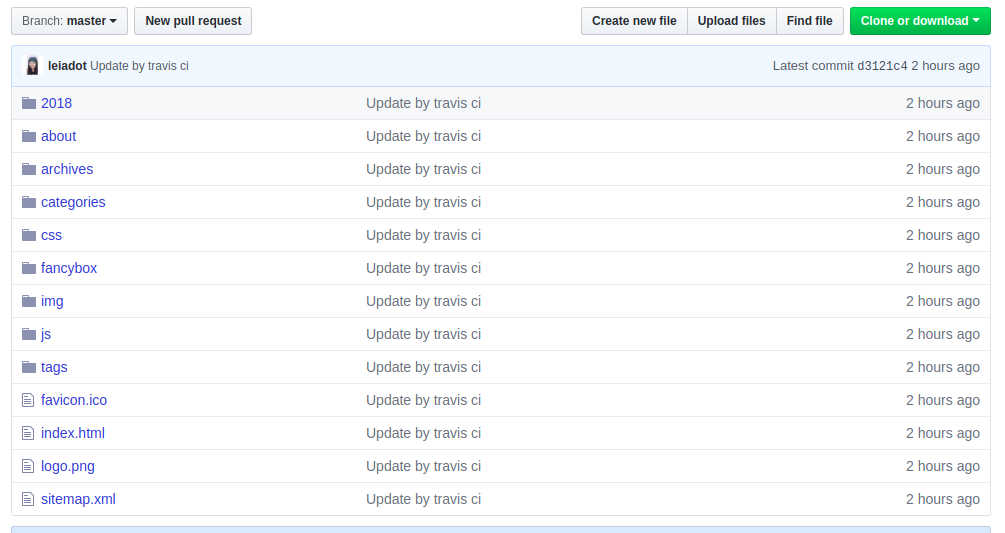 Branch: master New pull request Create new file Upload files Find file Clone or download
leiadot Update by travis ci Latest commit d3121c4 2 hours ago
2018 Update by travis ci 2 hours ago
about Update by travis ci 2 hours ago
archives Update by travis ci 2 hours ago
categories Update by travis ci 2 hours ago
css Update by travis ci 2 hours ago
fancybox Update by travis ci 2 hours ago
img Update by travis ci 2 hours ago
js Update by travis ci 2 hours ago
tags Update by travis ci 2 hours ago
favicon.ico Update by travis ci 2 hours ago
index.html Update by travis ci 2 hours ago
logo.png Update by travis ci 2 hours ago
sitemap.xml Update by travis ci 2 hours ago